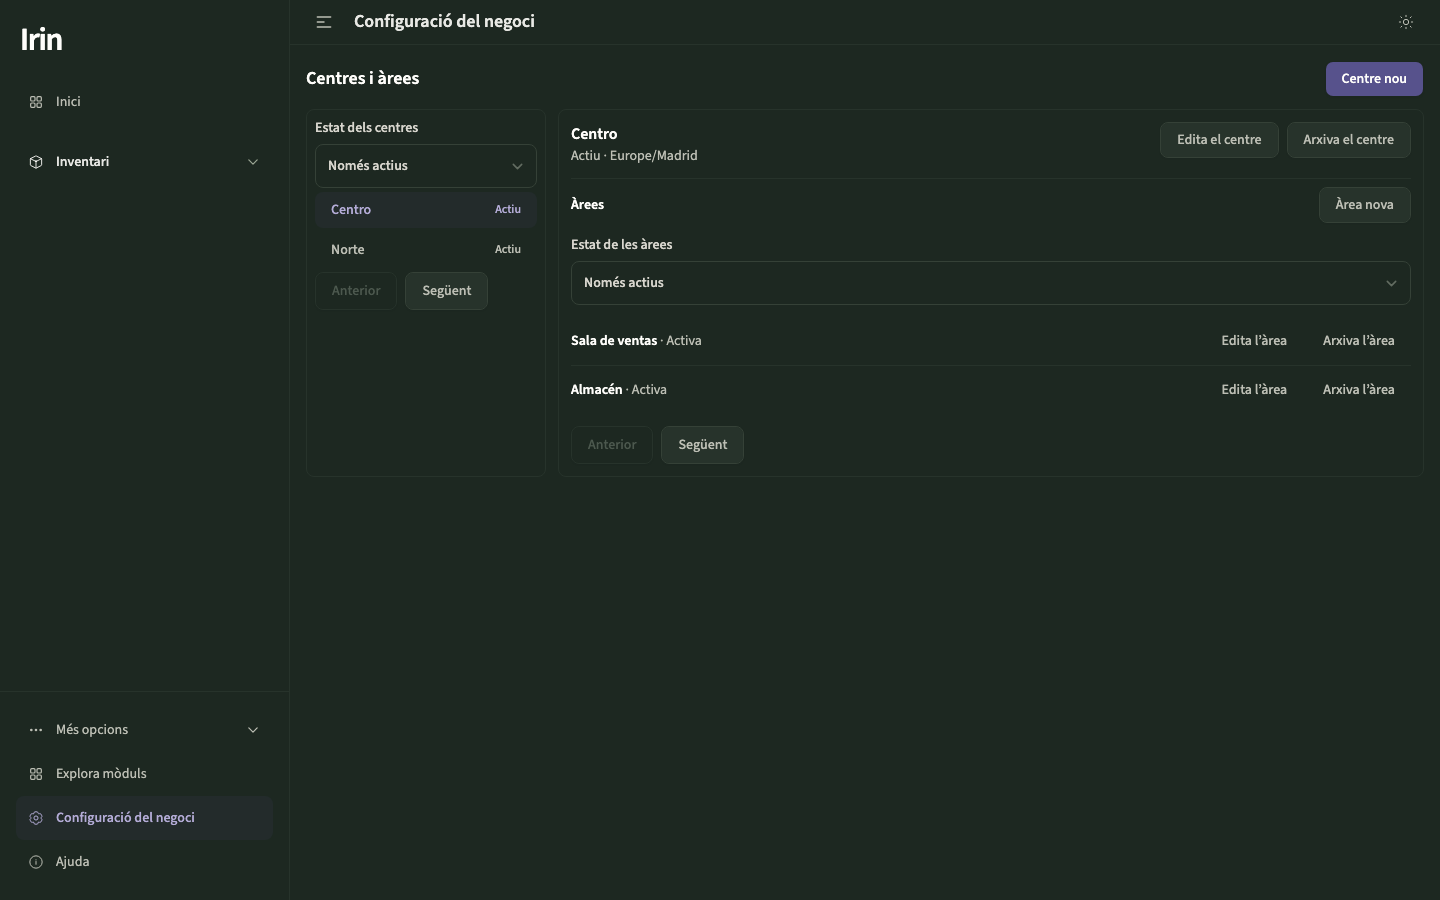 Irin
Inici
Inventari
Més opcions
Explora mòduls
Configuració del negoci
Ajuda
Configuració del negoci
Centres i àrees
Centre nou
Estat dels centres
Només actius
Centro Actiu
Norte Actiu
Anterior Següent
Centro
Actiu · Europe/Madrid
Edita el centre Arxiva el centre
Àrees
Àrea nova
Estat de les àrees
Només actius
Sala de ventas · Activa Edita l’àrea Arxiva l’àrea
Almacén · Activa Edita l’àrea Arxiva l’àrea
Anterior Següent